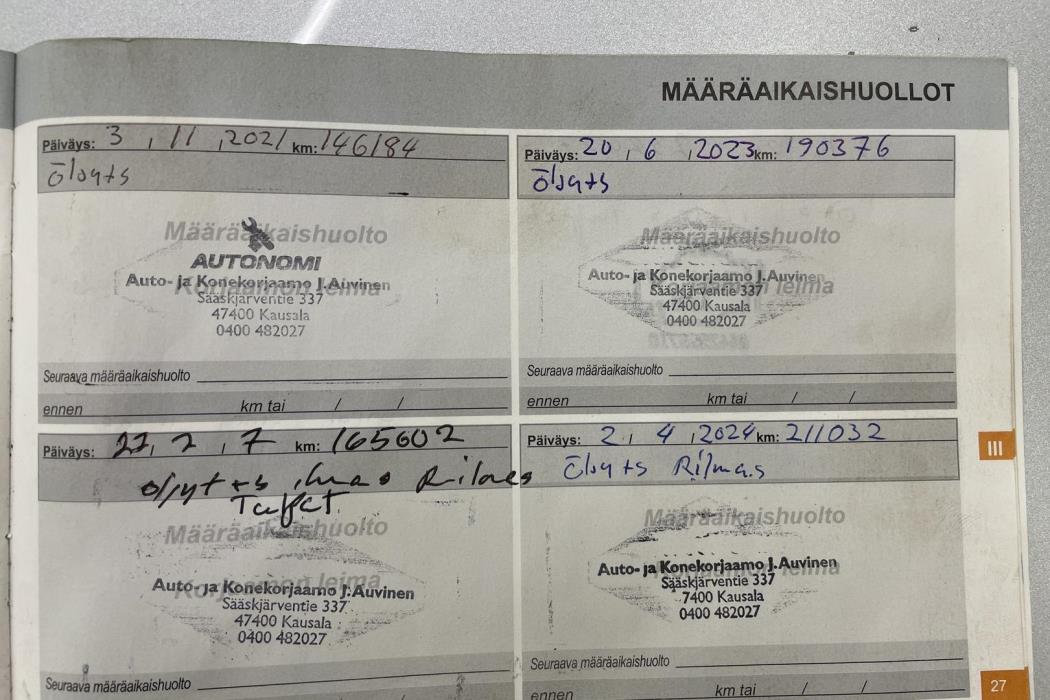 MÄÄRÄAIKAISHUOLLOT
Päiväys: 3 , 11 , 2021 km: 146184
Öljyts
Määräaikaishuolto
AUTONOMI
Auto- ja Konekorjaamo J.Auvinen
Sääskjärventie 337
47400 Kausala
0400 482027
Seuraava määräaikaishuolto
ennen km tai / /
Päiväys: 20 , 6 , 2023 km: 190376
Öljyts
Määräaikaishuolto
Auto- ja Konekorjaamo J.Auvinen
Sääskjärventie 337
47400 Kausala
0400 482027
Seuraava määräaikaishuolto
ennen km tai / /
Päiväys: 27, 2 , 7 km: 165602
öljyt+s
Määräaikaishuolto
Korjaamon leima
Auto- ja Konekorjaamo J.Auvinen
Sääskjärventie 337
47400 Kausala
0400 482027
Seuraava määräaikaishuolto
Päiväys: 2 , 4 , 2024 km: 211032
Öljyts Rilmas
Määräaikaishuolto
Auto- ja Konekorjaamo J.Auvinen
Sääskjärventie 337
7400 Kausala
0400 482027
Seuraava määräaikaishuolto
ennen km tai / /
III
27